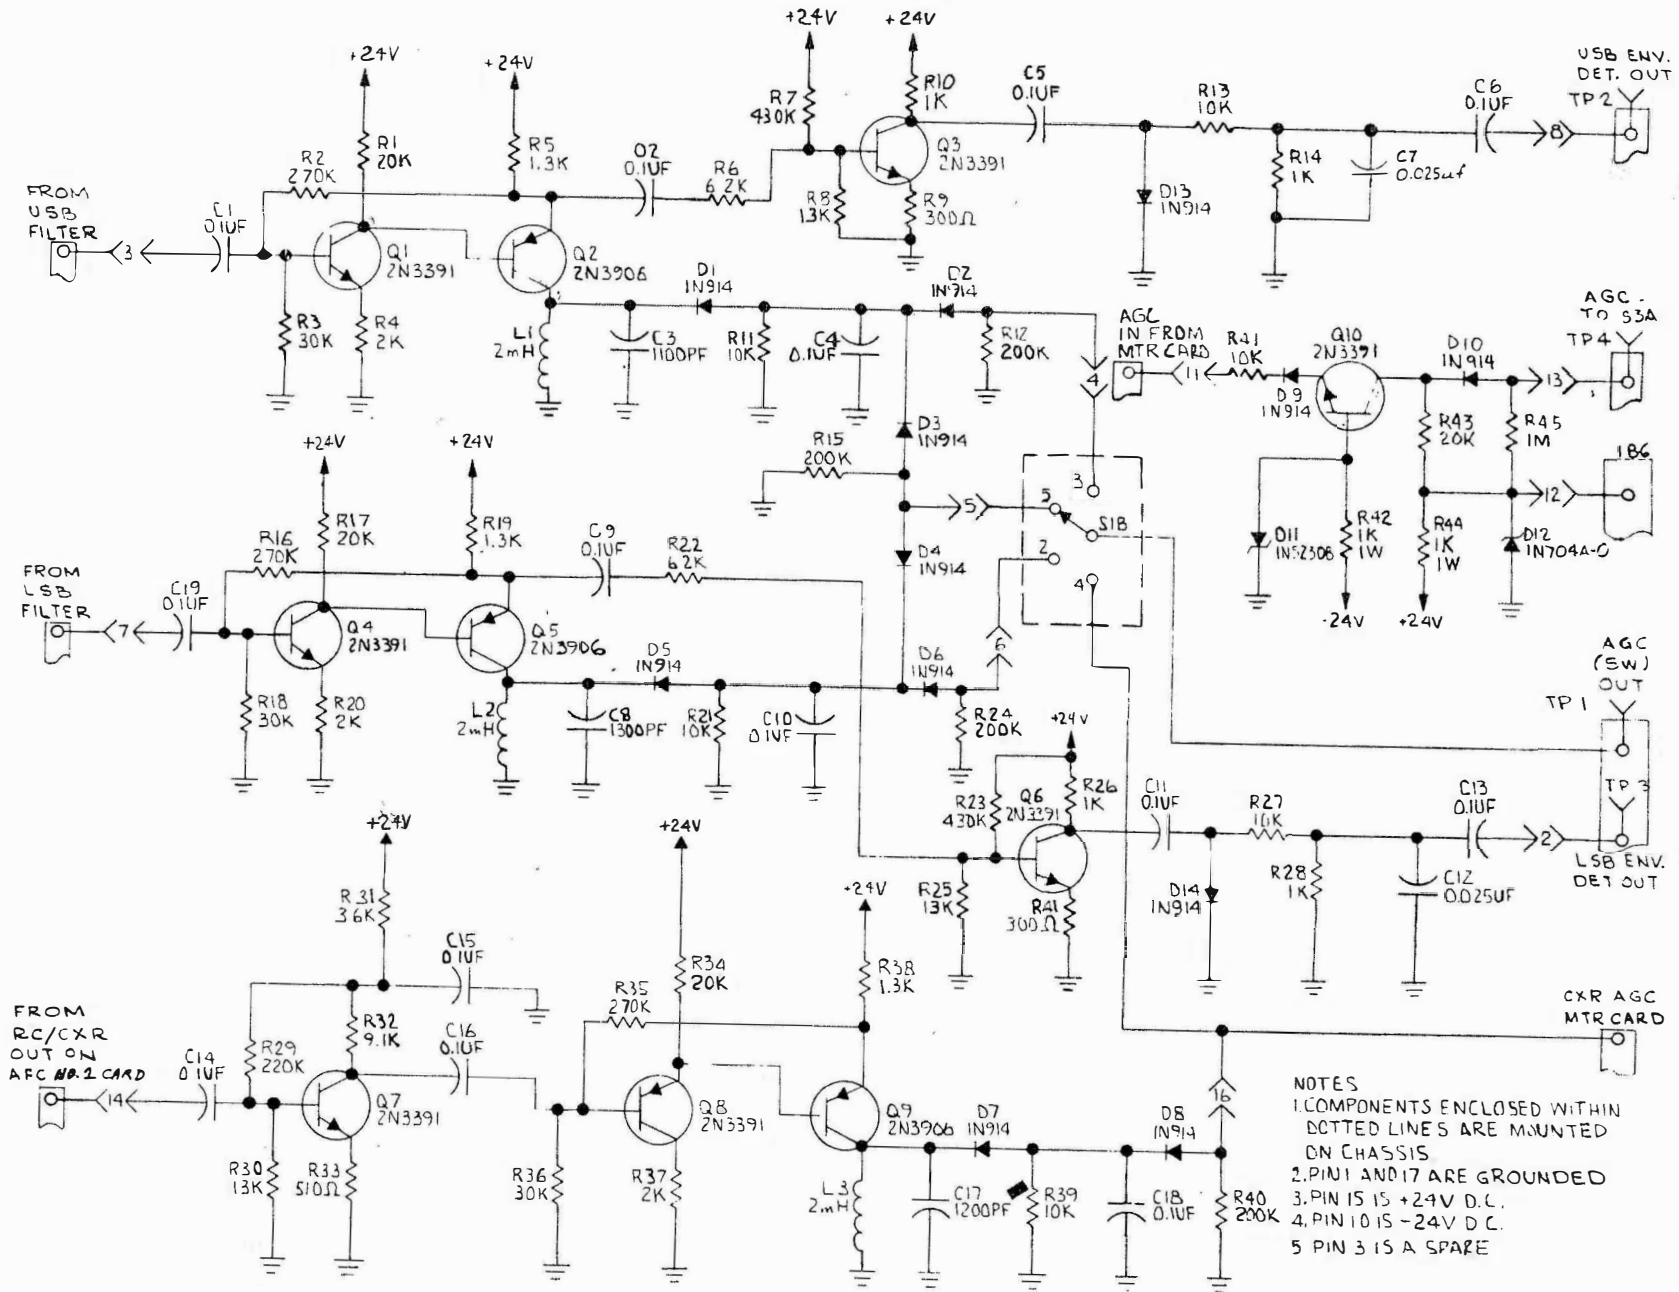 +24V
+24V
+24V
+24V
R1
20K
R2
270K
R5
1.3K
C2
0.1UF
R6
6.2K
R7
430K
R10
1K
Q3
2N3391
R8
13K
R9
300Ω
C5
0.1UF
R13
10K
C6
0.1UF
USB ENV.
DET. OUT
TP2
8
R14
1K
C7
0.025uf
D13
1N914
FROM
USB
FILTER
3
C1
0.1UF
Q1
2N3391
Q2
2N3906
R3
30K
R4
2K
L1
2mH
C3
1100PF
D1
1N914
R11
10K
C4
0.1UF
D2
1N914
R12
200K
AGC
IN FROM
MTR CARD
4
11
R41
10K
D9
1N914
Q10
2N3391
D10
1N914
AGC -
TO S3A
TP4
13
R43
20K
R45
1M
1B6
12
D11
1N5230B
R42
1K
1W
R44
1K
1W
D12
1N704A-0
-24V
+24V
D3
1N914
R15
200K
5
D4
1N914
3
5
S1B
2
4
6
+24V
+24V
R17
20K
R16
270K
R19
1.3K
C9
0.1UF
R22
6.2K
FROM
LSB
FILTER
7
C19
0.1UF
Q4
2N3391
Q5
2N3906
R18
30K
R20
2K
L2
2mH
C8
1300PF
D5
1N914
R21
10K
C10
0.1UF
D6
1N914
R24
200K
AGC
(SW)
OUT
TP 1
TP 3
+24V
R23
430K
Q6
2N3391
R26
1K
C11
0.1UF
R27
10K
C13
0.1UF
2
LSB ENV.
DET OUT
R25
13K
R41
300Ω
D14
1N914
R28
1K
C12
0.025UF
+24V
+24V
+24V
R31
3.6K
C15
0.1UF
R34
20K
R38
1.3K
R35
270K
FROM
RC/CXR
OUT ON
AFC NO. 2 CARD
14
C14
0.1UF
R29
220K
R32
9.1K
C16
0.1UF
Q7
2N3391
Q8
2N3391
Q9
2N3906
R30
13K
R33
510Ω
R36
30K
R37
2K
L3
2mH
C17
1200PF
D7
1N914
R39
10K
C18
0.1UF
D8
1N914
16
R40
200K
CXR AGC
MTR CARD
NOTES
1. COMPONENTS ENCLOSED WITHIN
DOTTED LINES ARE MOUNTED
ON CHASSIS
2. PIN 1 AND 17 ARE GROUNDED
3. PIN 15 IS +24V D.C.
4. PIN 10 IS -24V D C.
5 PIN 3 IS A SPARE